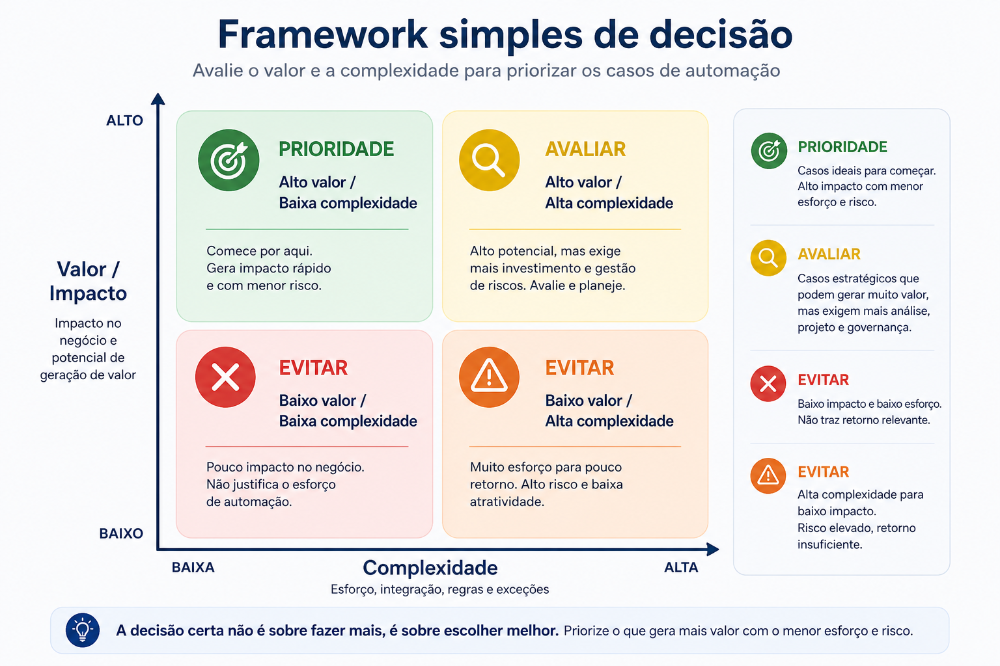 Framework simples de decisão
Avalie o valor e a complexidade para priorizar os casos de automação
ALTO
Valor /
Impacto
Impacto no
negócio e
potencial de
geração de valor
BAIXO
PRIORIDADE
Alto valor /
Baixa complexidade
Comece por aqui.
Gera impacto rápido
e com menor risco.
AVALIAR
Alto valor /
Alta complexidade
Alto potencial, mas exige
mais investimento e gestão
de riscos. Avalie e planeje.
EVITAR
Baixo valor /
Baixa complexidade
Pouco impacto no negócio.
Não justifica o esforço
de automação.
EVITAR
Baixo valor /
Alta complexidade
Muito esforço para pouco
retorno. Alto risco e baixa
atratividade.
BAIXA
Complexidade
ALTA
Esforço, integração, regras e exceções
PRIORIDADE
Casos ideais para começar.
Alto impacto com menor
esforço e risco.
AVALIAR
Casos estratégicos que
podem gerar muito valor,
mas exigem mais análise,
projeto e governança.
EVITAR
Baixo impacto e baixo esforço.
Não traz retorno relevante.
EVITAR
Alta complexidade para
baixo impacto.
Risco elevado, retorno
insuficiente.
A decisão certa não é sobre fazer mais, é sobre escolher melhor. Priorize o que gera mais valor com o menor esforço e risco.